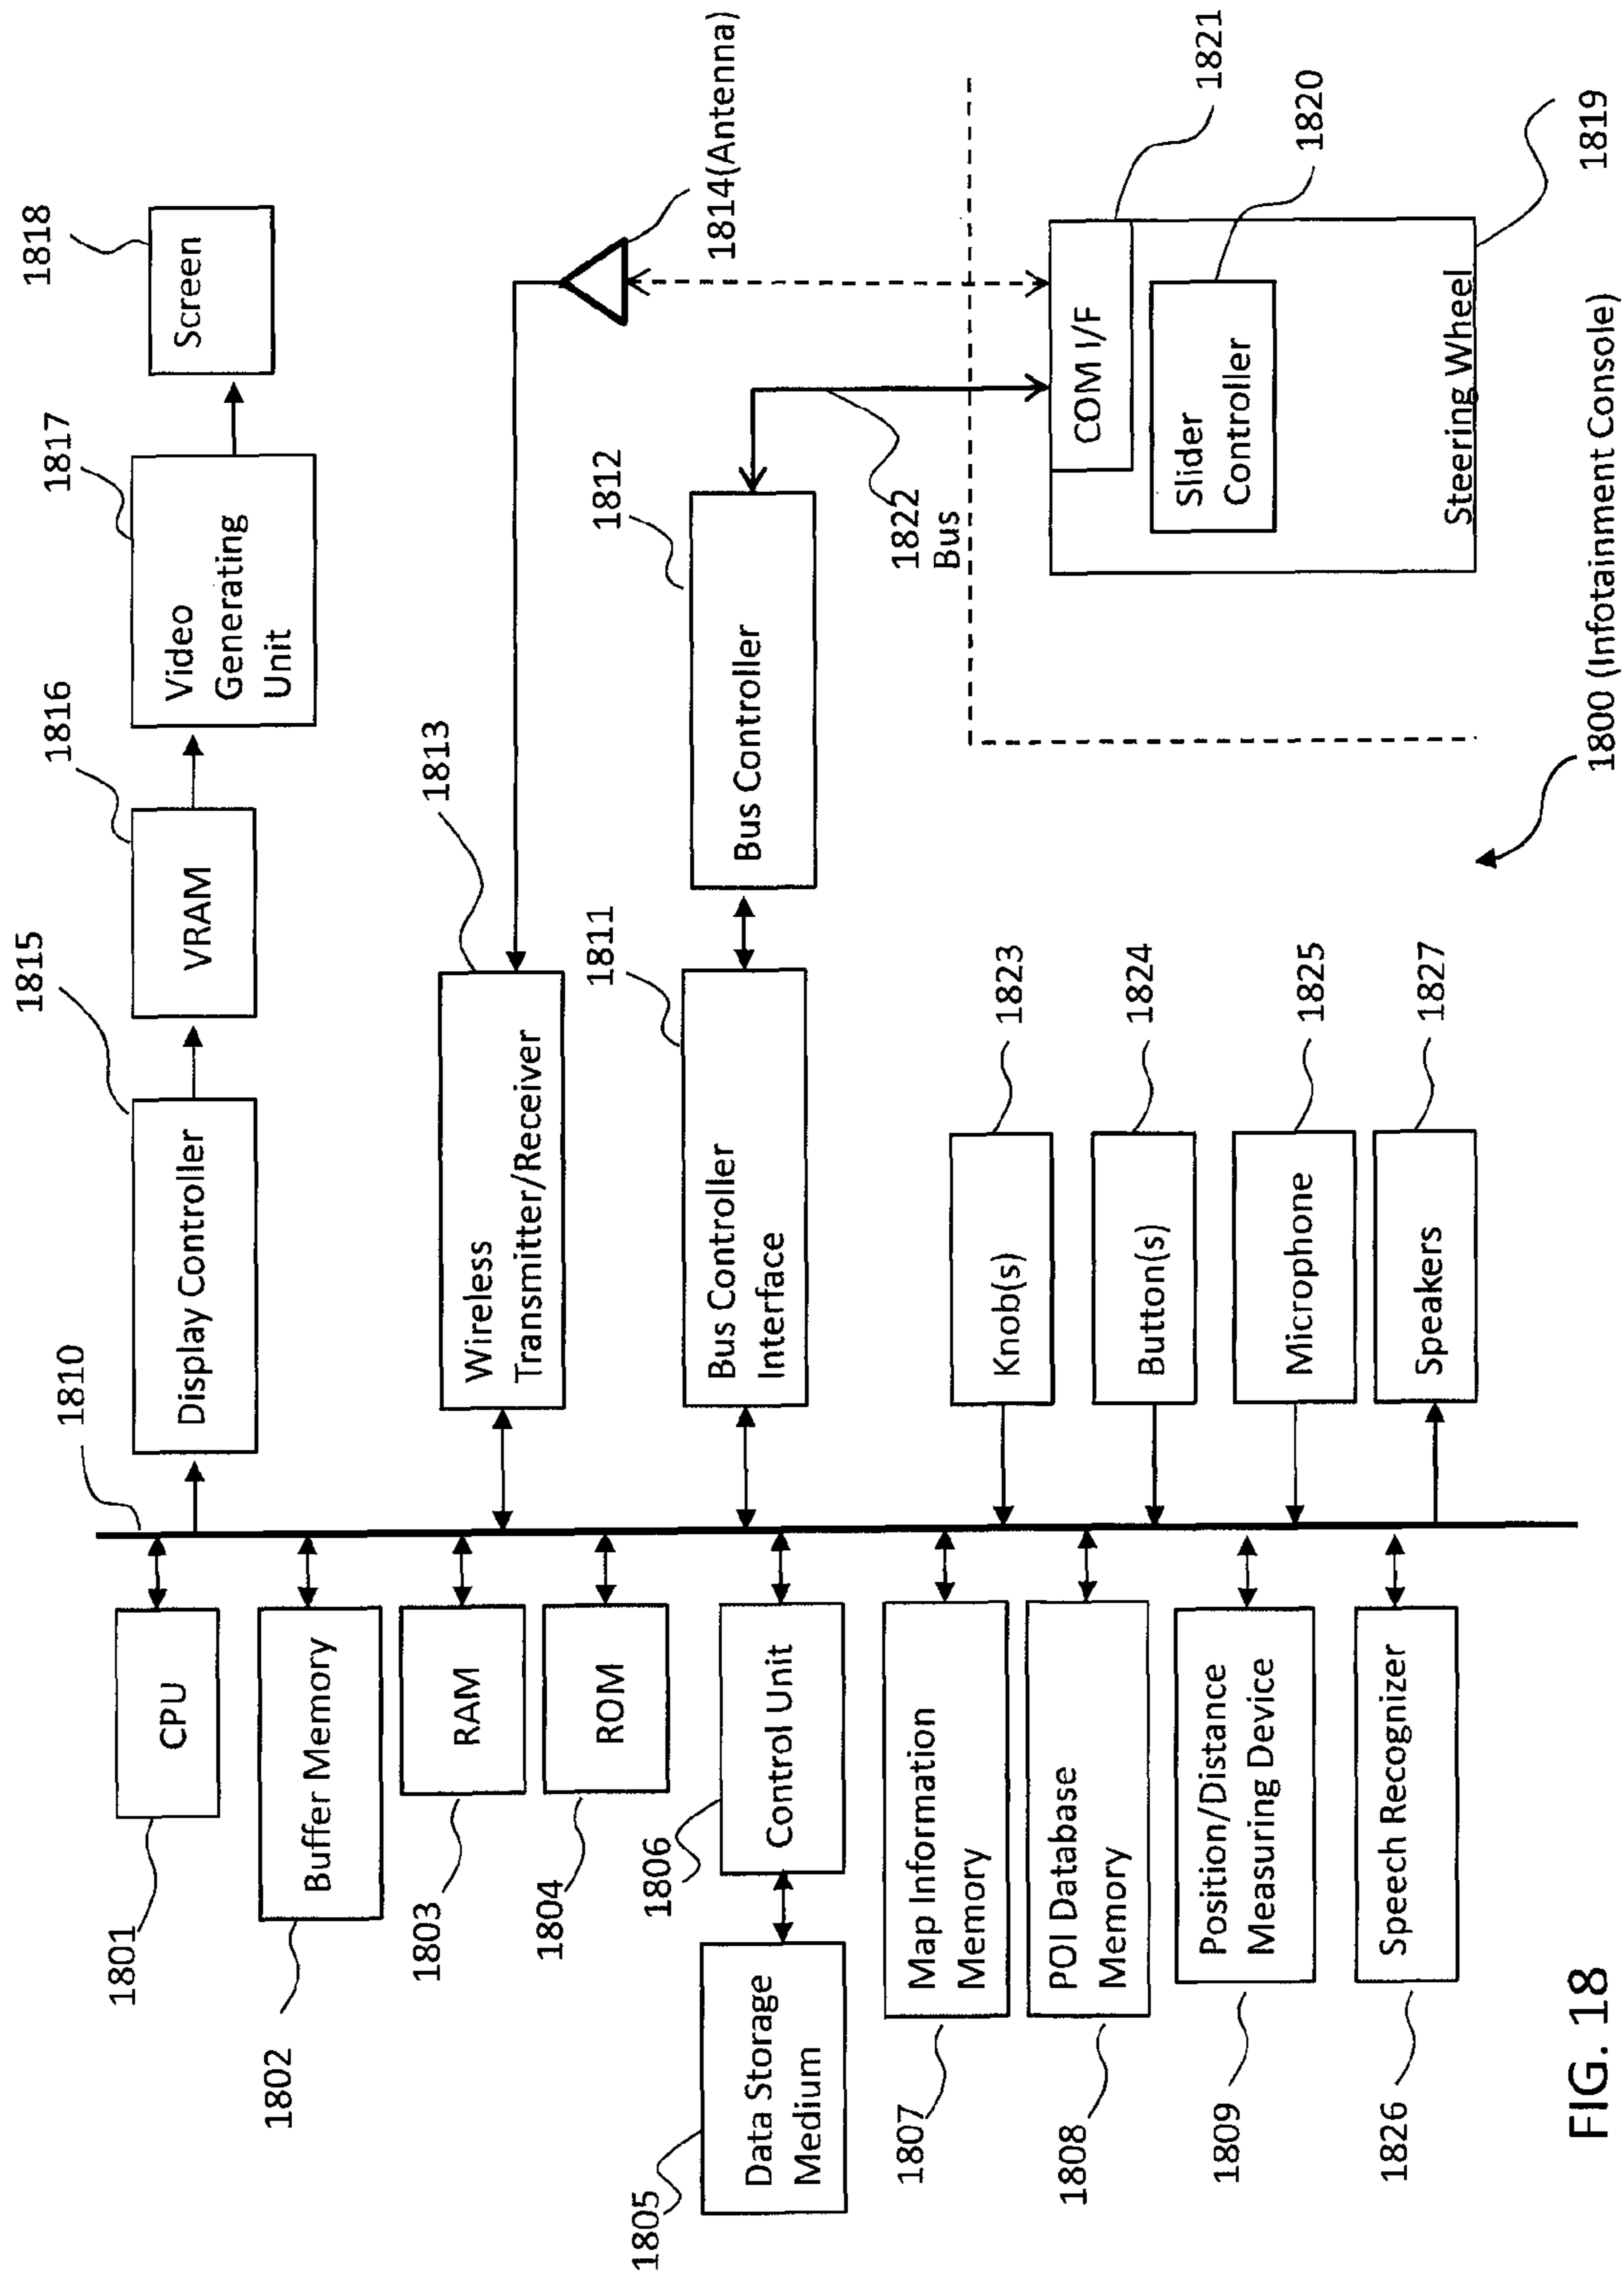 1810
1815
1816
1817
1818
CPU
1801
Display Controller
VRAM
Video
Generating
Unit
Screen
Buffer Memory
1802
RAM
1803
ROM
1804
1813
Wireless
Transmitter/Receiver
1814(Antenna)
1805
Data Storage
Medium
1806
Control Unit
1811
Bus Controller
Interface
1812
Bus Controller
1822
Bus
Map Information
Memory
1807
POI Database
Memory
1808
Position/Distance
Measuring Device
1809
Speech Recognizer
1826
Knob(s)
1823
Button(s)
1824
Microphone
1825
Speakers
1827
COM I/F
1821
Slider
Controller
1820
Steering Wheel
1819
1800 (Infotainment Console)
FIG. 18